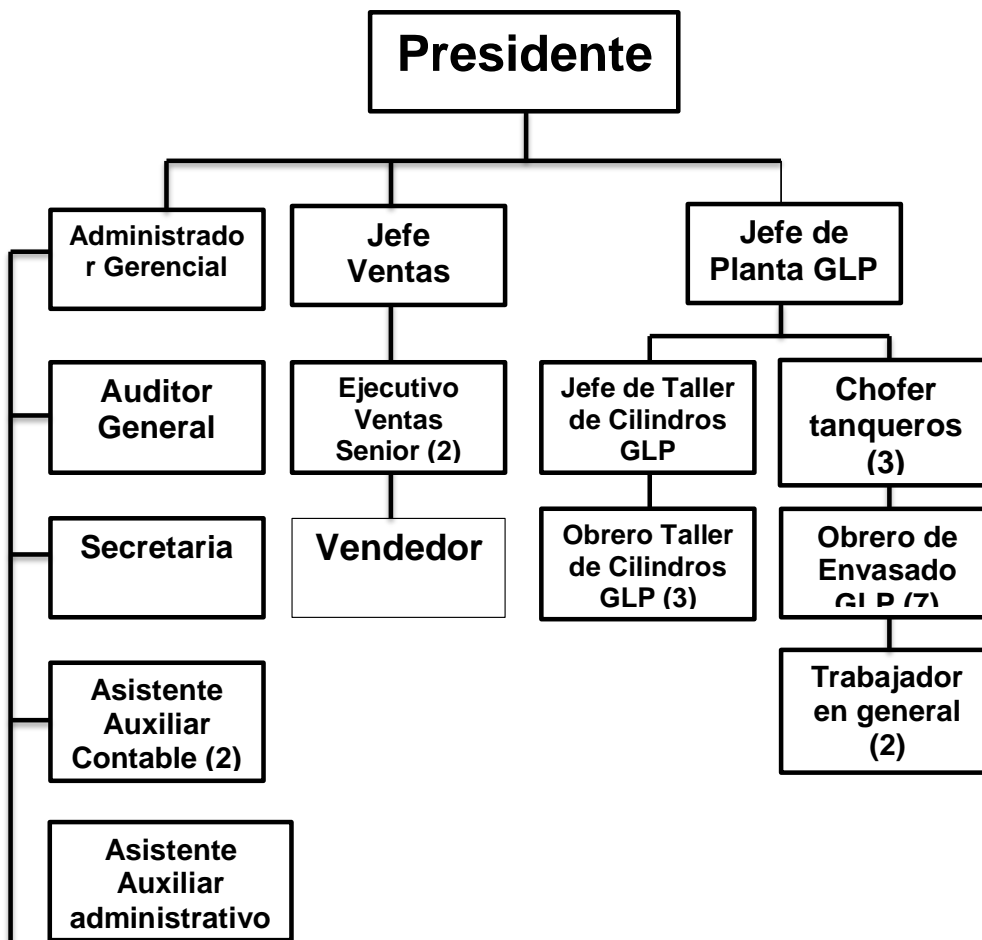 Presidente
Administrado
r Gerencial
Jefe
Ventas
Jefe de
Planta GLP
Auditor
General
Ejecutivo
Ventas
Senior (2)
Jefe de Taller
de Cilindros
GLP
Chofer
tanqueros
(3)
Secretaria
Vendedor
Obrero Taller
de Cilindros
GLP (3)
Obrero de
Envasado
GLP (7)
Asistente
Auxiliar
Contable (2)
Trabajador
en general
(2)
Asistente
Auxiliar
administrativo